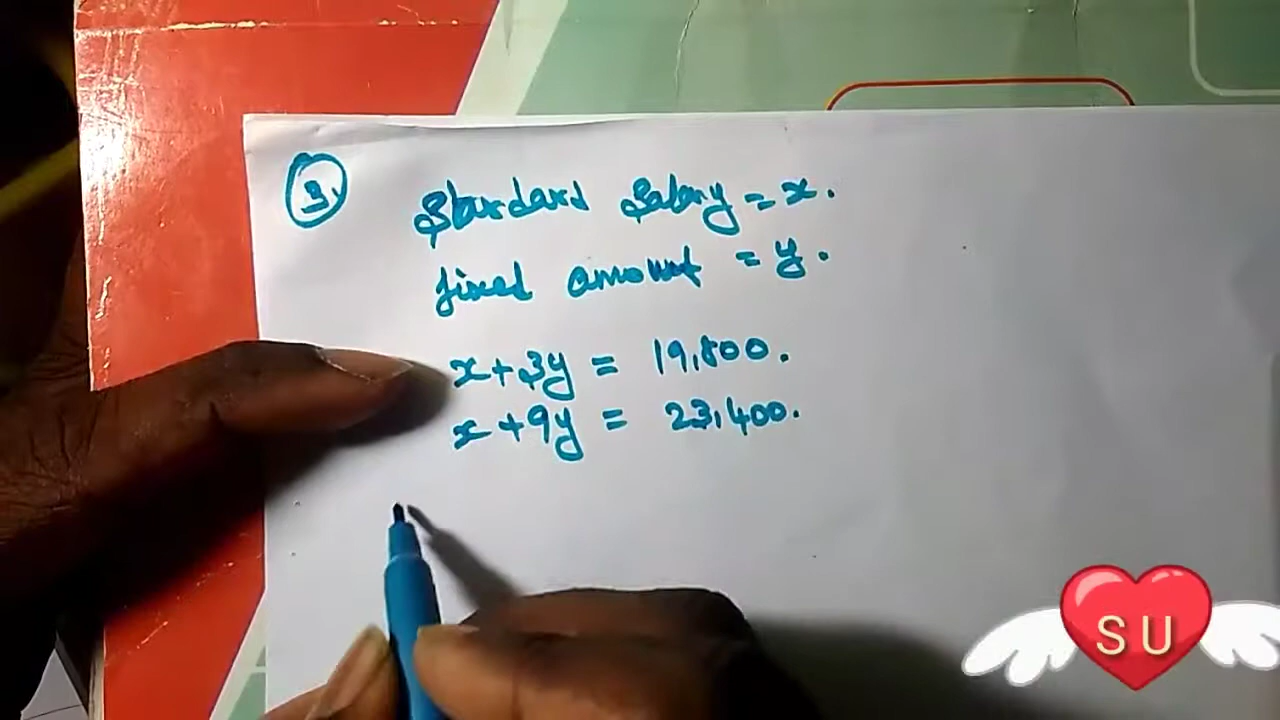 3.
Standard Salary = x.
fixed amount = y.
x+3y = 19,800.
x+9y = 23,400.
SU